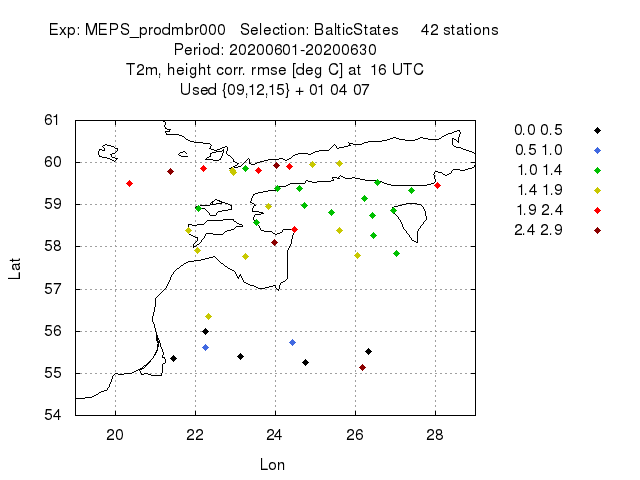 Exp: MEPS_prodmbr000 Selection: BalticStates 42 stations
Period: 20200601-20200630
T2m, height corr. rmse [deg C] at 16 UTC
Used {09,12,15} + 01 04 07
61
60
59
58
57
56
55
54
Lat
20 22 24 26 28
Lon
0.0 0.5
0.5 1.0
1.0 1.4
1.4 1.9
1.9 2.4
2.4 2.9